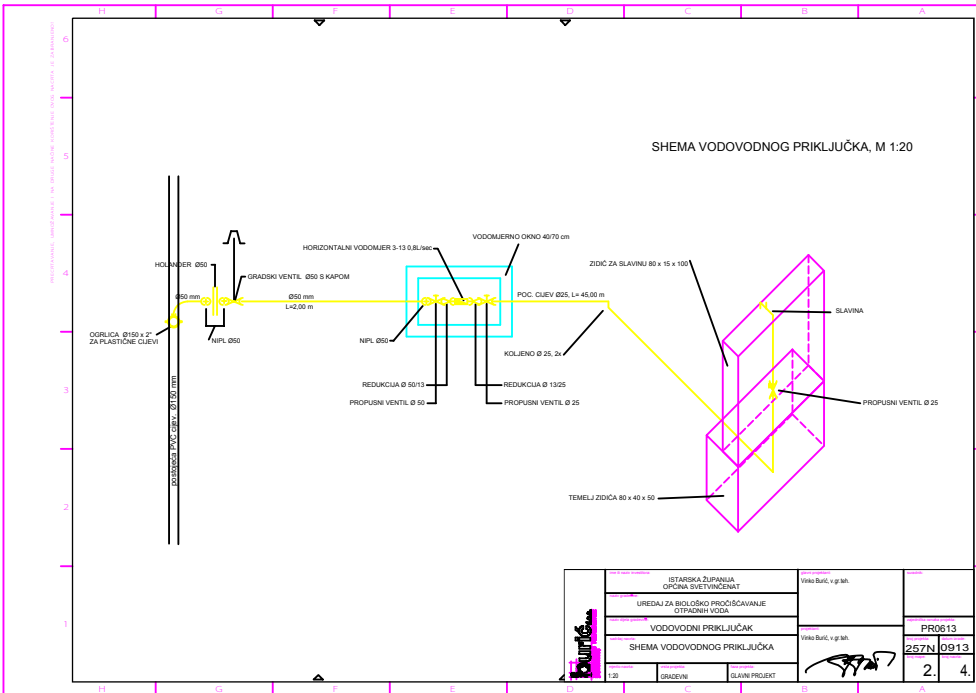 H G F E D C B A
6
5
4
3
2
1
SHEMA VODOVODNOG PRIKLJUČKA, M 1:20
VODOMJERNO OKNO 40/70 cm
HORIZONTALNI VODOMJER 3-13 0,8L/sec
HOLANDER Ø50
GRADSKI VENTIL Ø50 S KAPOM
ZIDIĆ ZA SLAVINU 80 x 15 x 100
Ø50 mm
Ø50 mm
L=2,00 m
POC. CIJEV Ø25, L= 45,00 m
SLAVINA
OGRLICA Ø150 x 2"
ZA PLASTIČNE CIJEVI
NIPL Ø50
NIPL Ø50
KOLJENO Ø 25, 2x
REDUKCIJA Ø 50/13
REDUKCIJA Ø 13/25
PROPUSNI VENTIL Ø 50
PROPUSNI VENTIL Ø 25
PROPUSNI VENTIL Ø 25
postojeća PVC cijev, Ø150 mm
TEMELJ ZIDIĆA 80 x 40 x 50
ISTARSKA ŽUPANIJA
OPĆINA SVETVINČENAT
Vinko Burić, v.gr.teh.
UREĐAJ ZA BIOLOŠKO PROČIŠĆAVANJE
OTPADNIH VODA
VODOVODNI PRIKLJUČAK
PR0613
SHEMA VODOVODNOG PRIKLJUČKA
Vinko Burić, v.gr.teh.
257N 0913
1:20 GRAĐEVNI GLAVNI PROJEKT
2. 4.
burić
H G F E D C B A